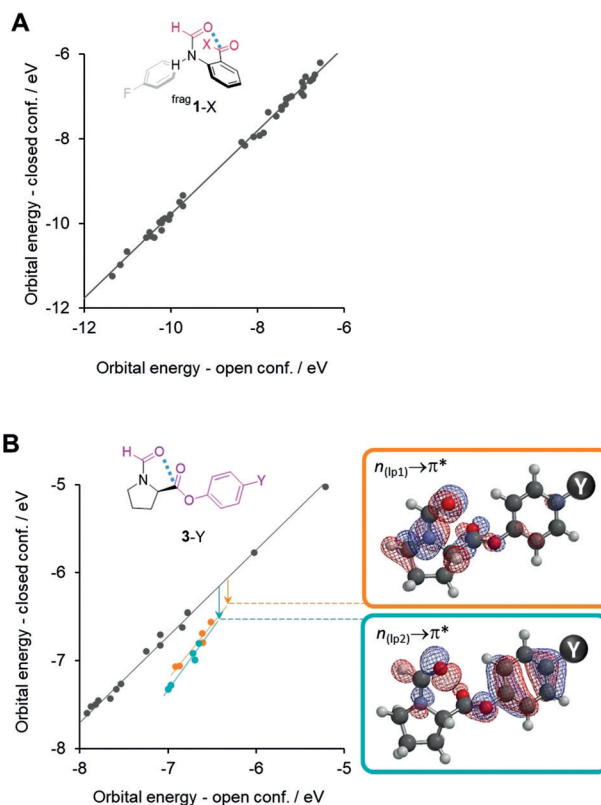 A
Orbital energy - closed conf. / eV
-6
-8
-10
-12
-12
-10
-8
-6
Orbital energy - open conf. / eV
H
O
X
O
N
H
F
frag1-X
B
Orbital energy - closed conf. / eV
-5
-6
-7
-8
-8
-7
-6
-5
Orbital energy - open conf. / eV
H
O
N
O
O
Y
3-Y
n(lp1)→π*
Y
n(lp2)→π*
Y